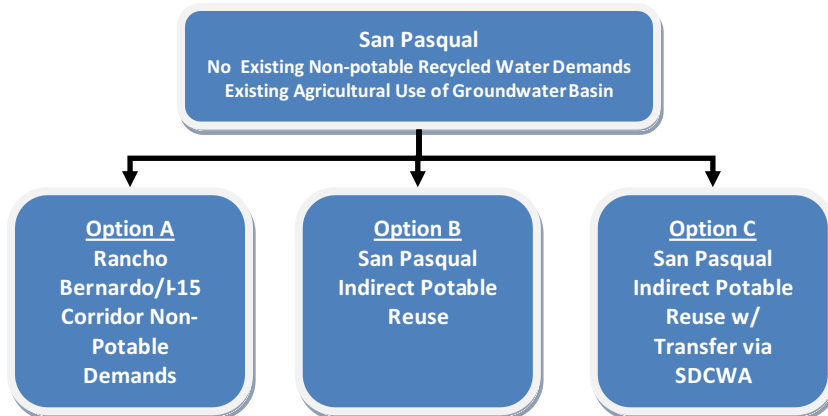 San Pasqual
No Existing Non-potable Recycled Water Demands
Existing Agricultural Use of Groundwater Basin
Option A
Rancho
Bernardo/I-15
Corridor Non-
Potable
Demands
Option B
San Pasqual
Indirect Potable
Reuse
Option C
San Pasqual
Indirect Potable
Reuse w/
Transfer via
SDCWA